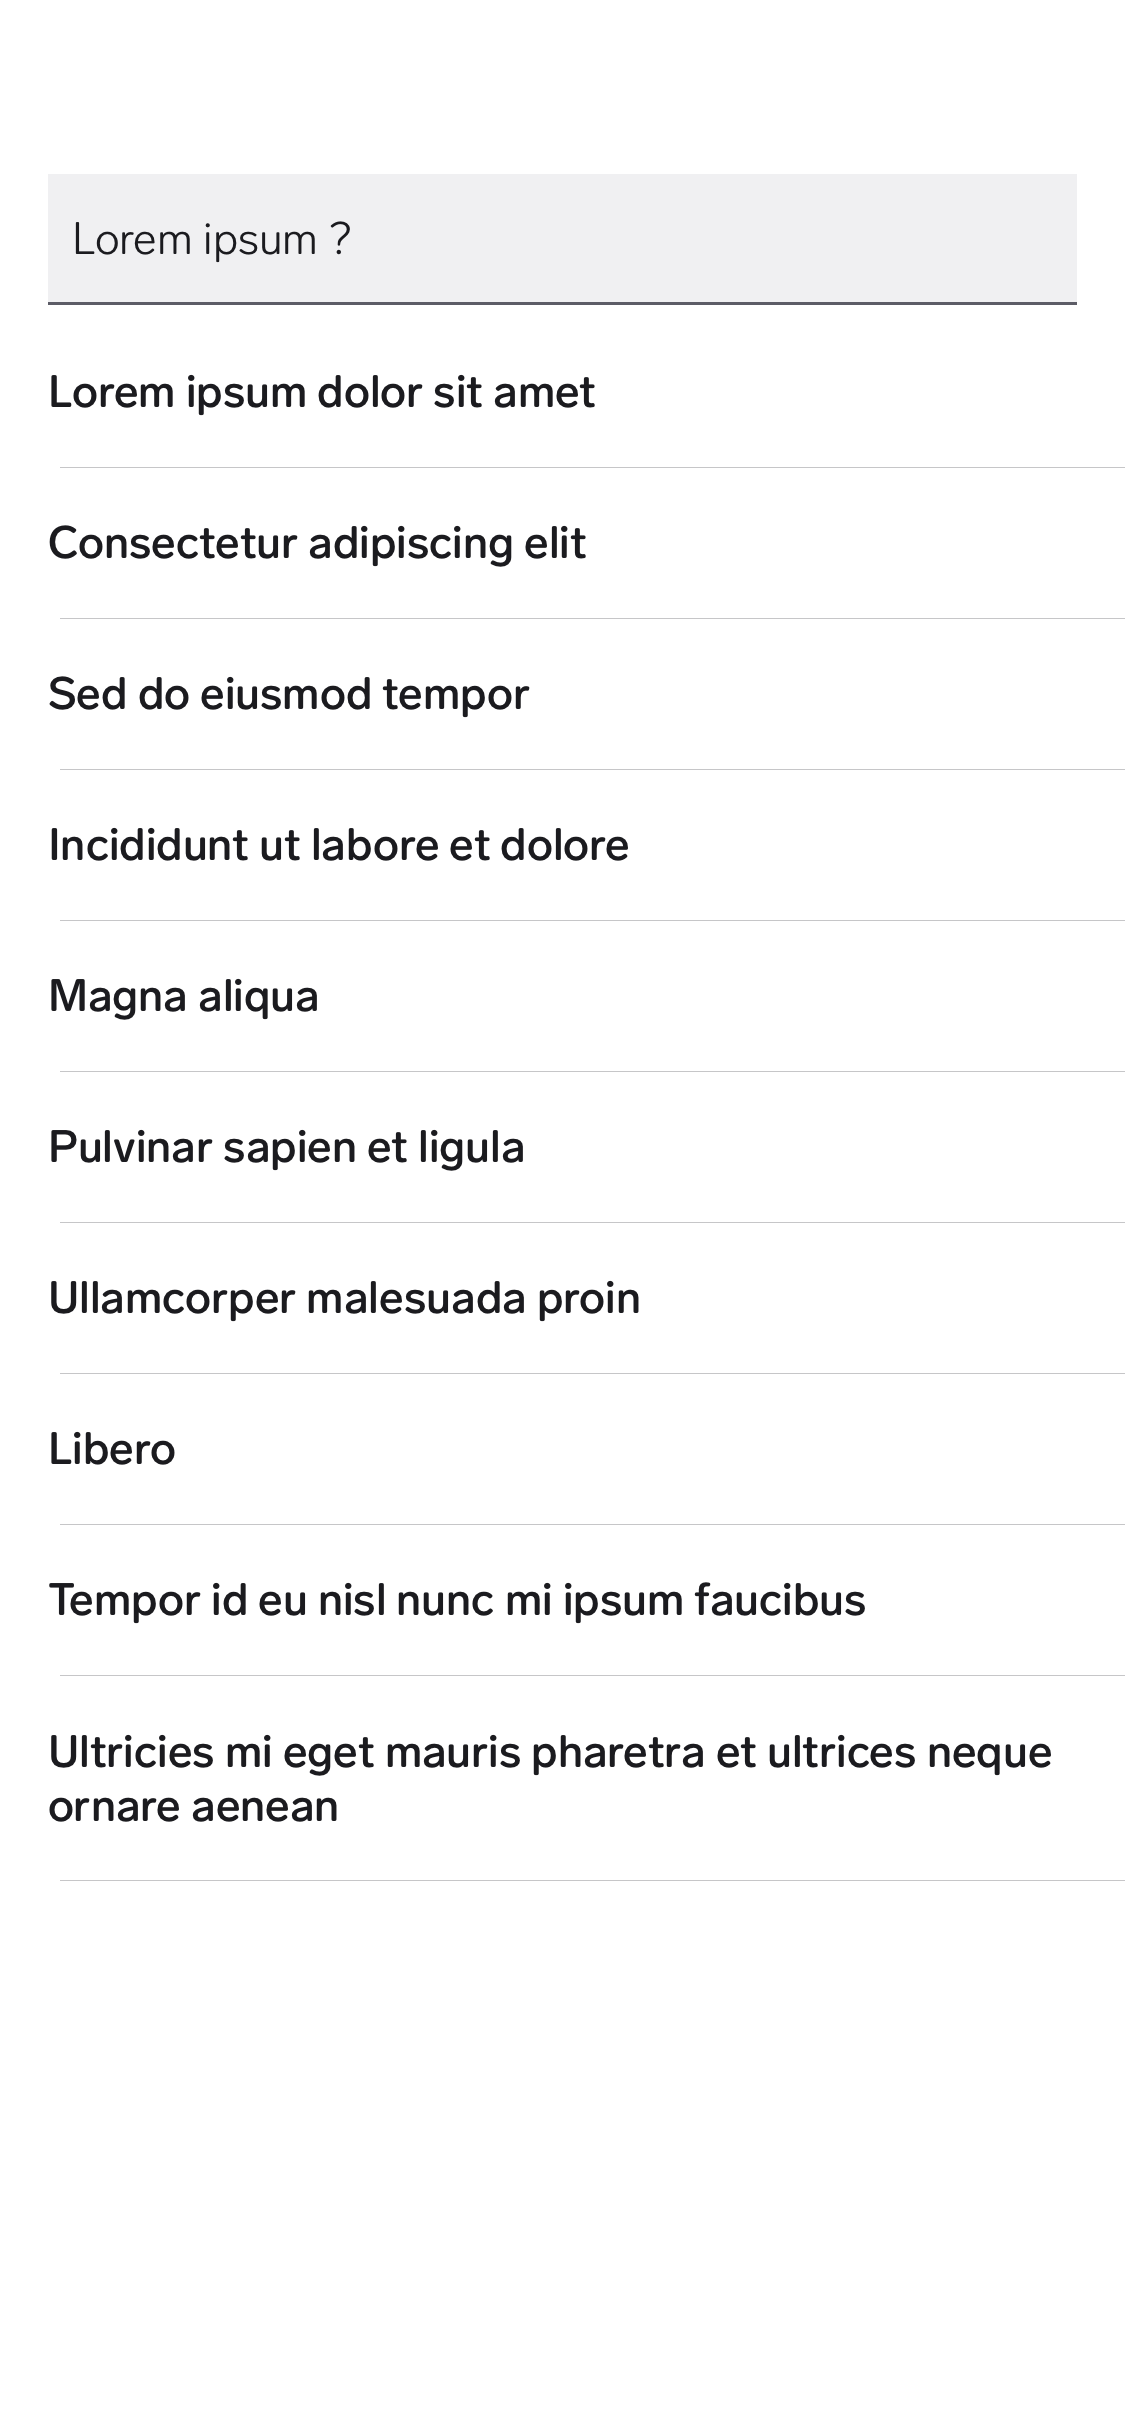 Lorem ipsum ?
Lorem ipsum dolor sit amet
Consectetur adipiscing elit
Sed do eiusmod tempor
Incididunt ut labore et dolore
Magna aliqua
Pulvinar sapien et ligula
Ullamcorper malesuada proin
Libero
Tempor id eu nisl nunc mi ipsum faucibus
Ultricies mi eget mauris pharetra et ultrices neque
ornare aenean